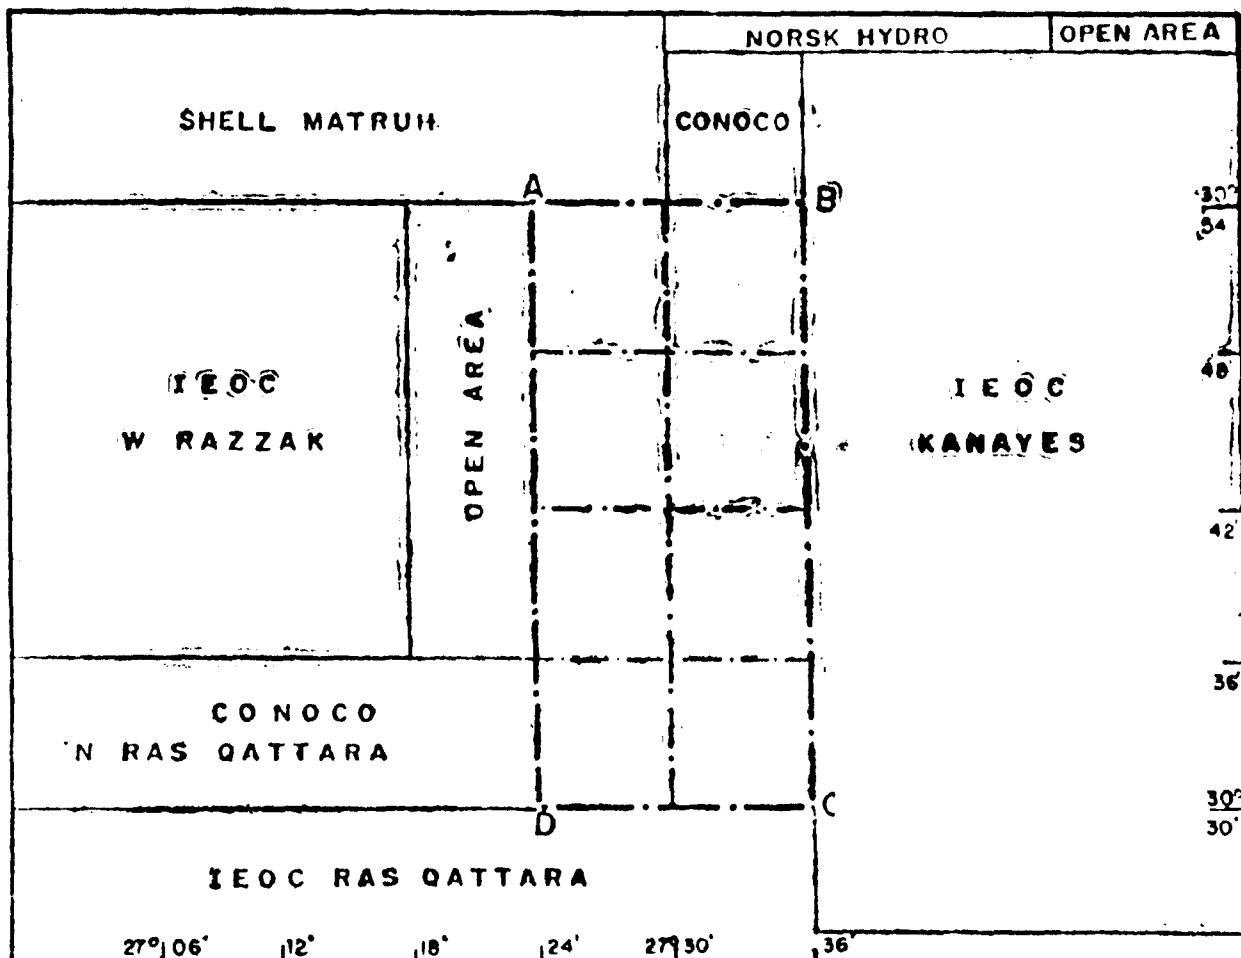 NORSK HYDRO
OPEN AREA
SHELL MATRUH
CONOCO
A
B
30°
54'
IEOC
W RAZZAK
OPEN AREA
IEOC
KANAYES
48'
42'
36'
CONOCO
N RAS QATTARA
D
C
30°
30'
IEOC RAS QATTARA
27° 06' 12' 18' 24' 27° 30' 36'